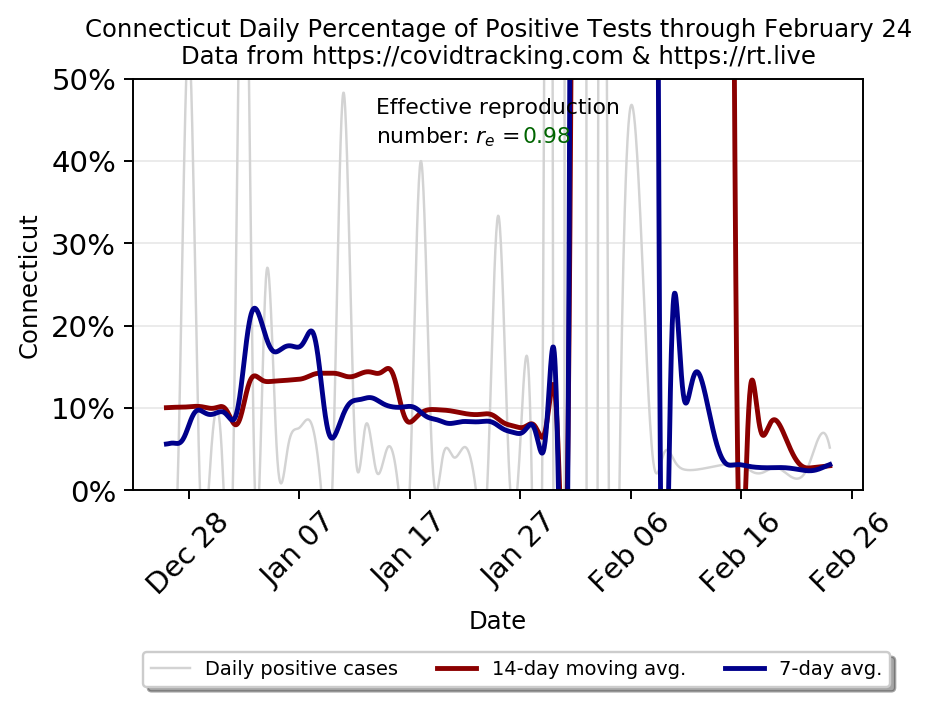 Connecticut Daily Percentage of Positive Tests through February 24
Data from https://covidtracking.com & https://rt.live
Effective reproduction
number: rₑ =0.98
50%
40%
30%
20%
10%
0%
Connecticut
Dec 28
Jan 07
Jan 17
Jan 27
Feb 06
Feb 16
Feb 26
Date
Daily positive cases
14-day moving avg.
7-day avg.